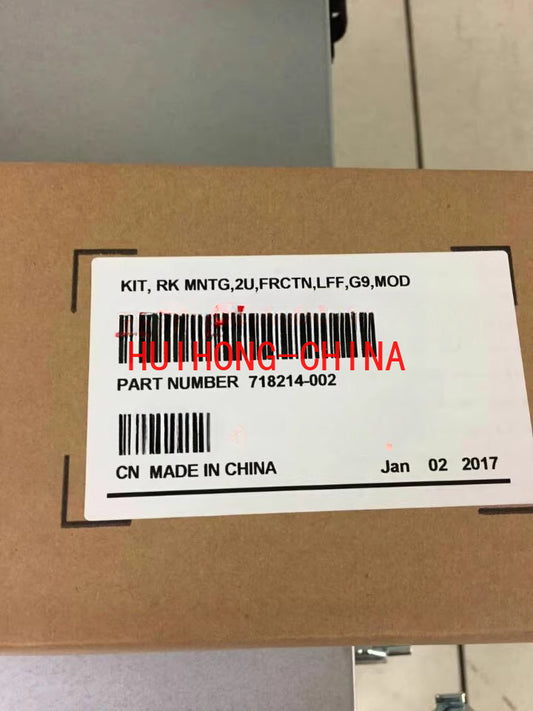 KIT, RK MNTG,2U,FRCTN,LFF,G9,MOD
HUIHONG-CHINA
PART NUMBER 718214-002
CN MADE IN CHINA
Jan 02 2017